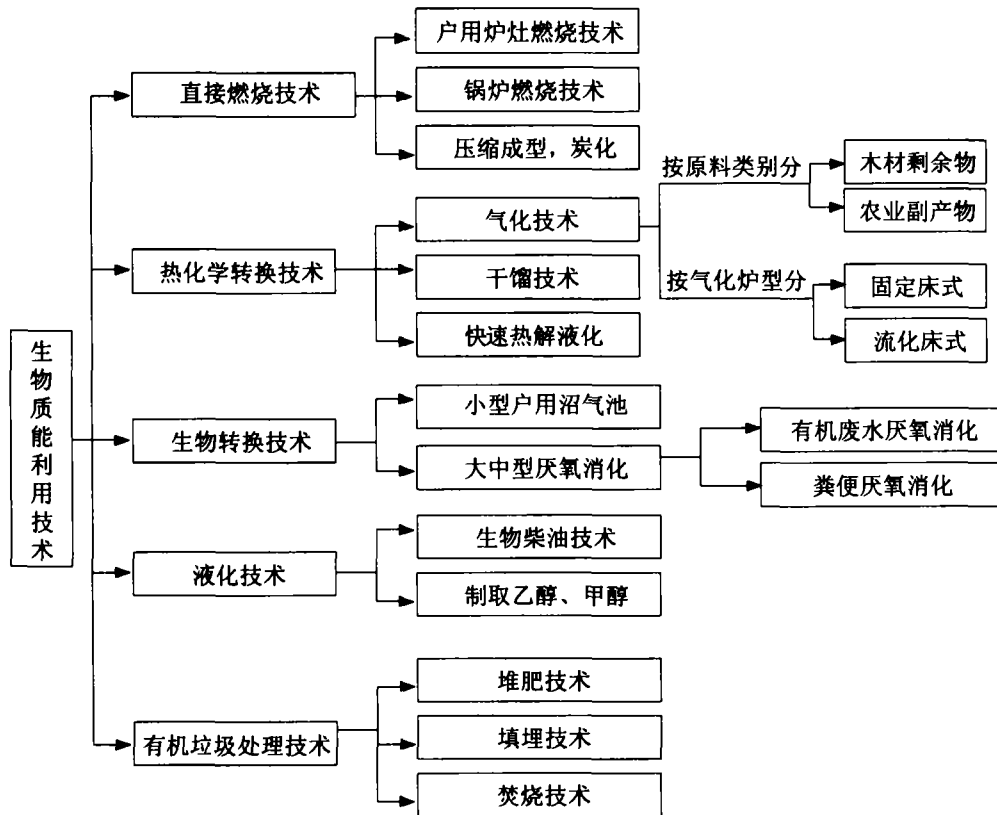 生物质能利用技术
直接燃烧技术
户用炉灶燃烧技术
锅炉燃烧技术
压缩成型，炭化
热化学转换技术
气化技术
按原料类别分
木材剩余物
农业副产物
按气化炉型分
固定床式
流化床式
干馏技术
快速热解液化
生物转换技术
小型户用沼气池
大中型厌氧消化
有机废水厌氧消化
粪便厌氧消化
液化技术
生物柴油技术
制取乙醇、甲醇
有机垃圾处理技术
堆肥技术
填埋技术
焚烧技术